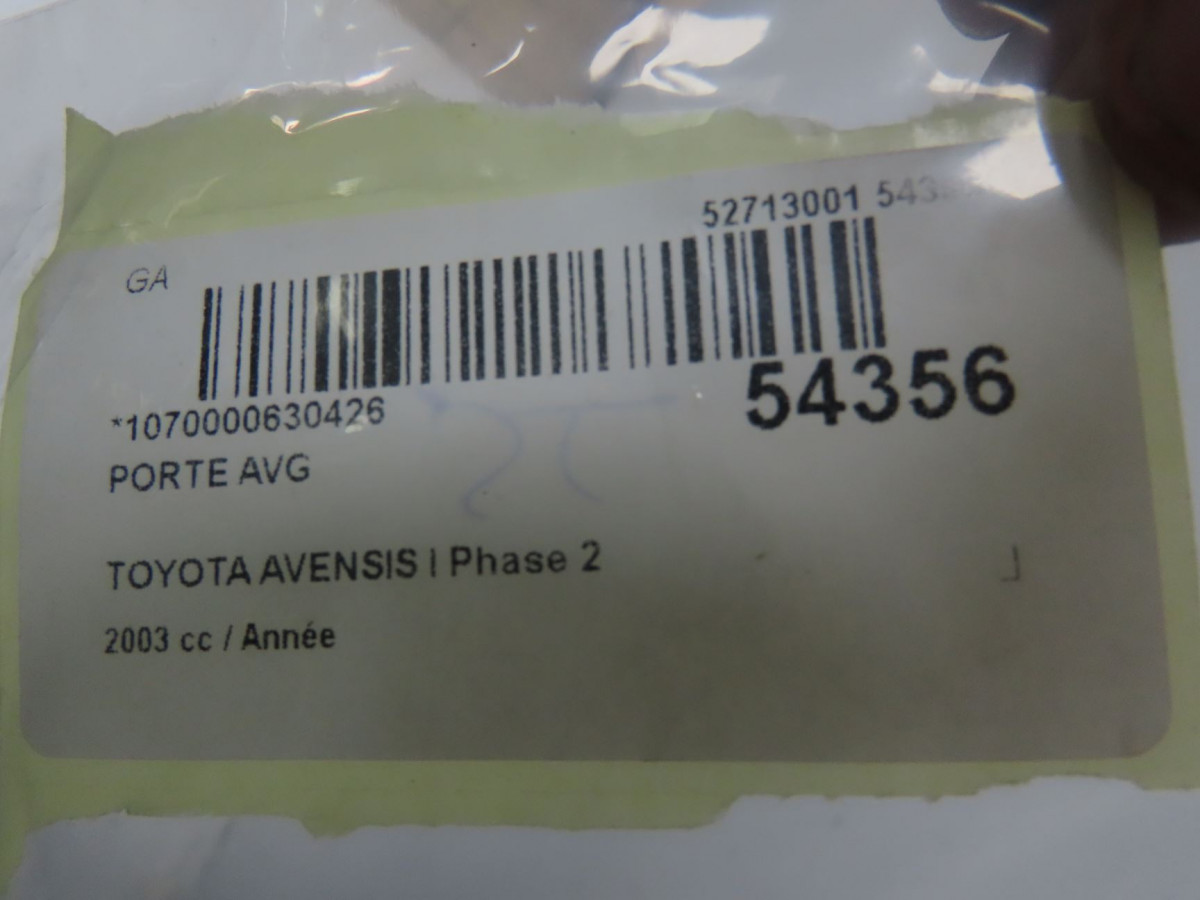 52713001
GA
*1070000630426
54356
PORTE AVG
TOYOTA AVENSIS I Phase 2
2003 cc / Année